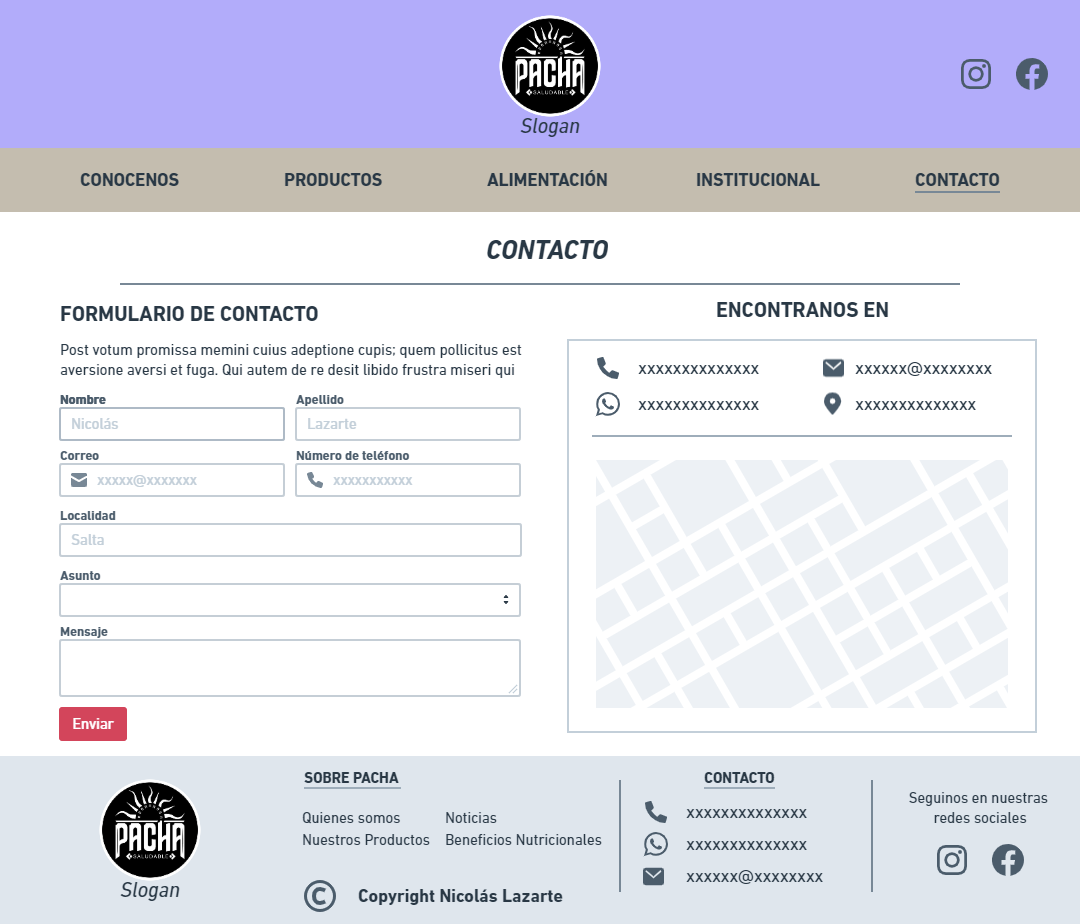 PACHA
SALUDABLE
Slogan
CONOCENOS PRODUCTOS ALIMENTACIÓN INSTITUCIONAL CONTACTO
CONTACTO
FORMULARIO DE CONTACTO
Post votum promissa memini cuius adeptione cupis; quem pollicitus est
aversione aversi et fuga. Qui autem de re desit libido frustra miseri qui
Nombre Apellido
Nicolás Lazarte
Correo Número de teléfono
xxxxx@xxxxxxx xxxxxxxxxxx
Localidad
Salta
Asunto
Mensaje
Enviar
ENCONTRANOS EN
xxxxxxxxxxxxxx xxxxxx@xxxxxxxx
xxxxxxxxxxxxxx xxxxxxxxxxxxxx
PACHA
SALUDABLE
Slogan
SOBRE PACHA
Quienes somos Noticias
Nuestros Productos Beneficios Nutricionales
© Copyright Nicolás Lazarte
CONTACTO
xxxxxxxxxxxxxx
xxxxxxxxxxxxxx
xxxxxx@xxxxxxxx
Seguinos en nuestras
redes sociales